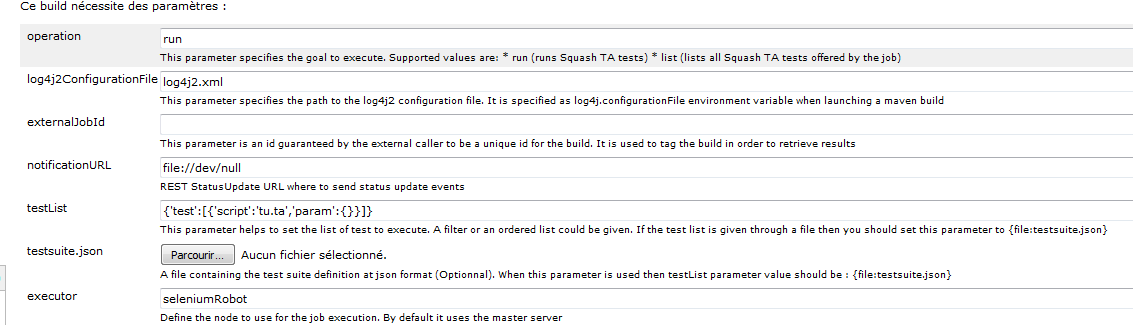 Ce build nécessite des paramètres :
operation
run
This parameter specifies the goal to execute. Supported values are: * run (runs Squash TA tests) * list (lists all Squash TA tests offered by the job)
log4j2ConfigurationFile
log4j2.xml
This parameter specifies the path to the log4j2 configuration file. It is specified as log4j.configurationFile environment variable when launching a maven build
externalJobId
This parameter is an id guaranteed by the external caller to be a unique id for the build. It is used to tag the build in order to retrieve results
notificationURL
file://dev/null
REST StatusUpdate URL where to send status update events
testList
{'test':[{'script':'tu.ta','param':{}}]}
This parameter helps to set the list of test to execute. A filter or an ordered list could be given. If the test list is given through a file then you should set this parameter to {file:testsuite.json}
testsuite.json
Parcourir... Aucun fichier sélectionné.
A file containing the test suite definition at json format (Optionnal). When this parameter is used then testList parameter value should be : {file:testsuite.json}
executor
seleniumRobot
Define the node to use for the job execution. By default it uses the master server